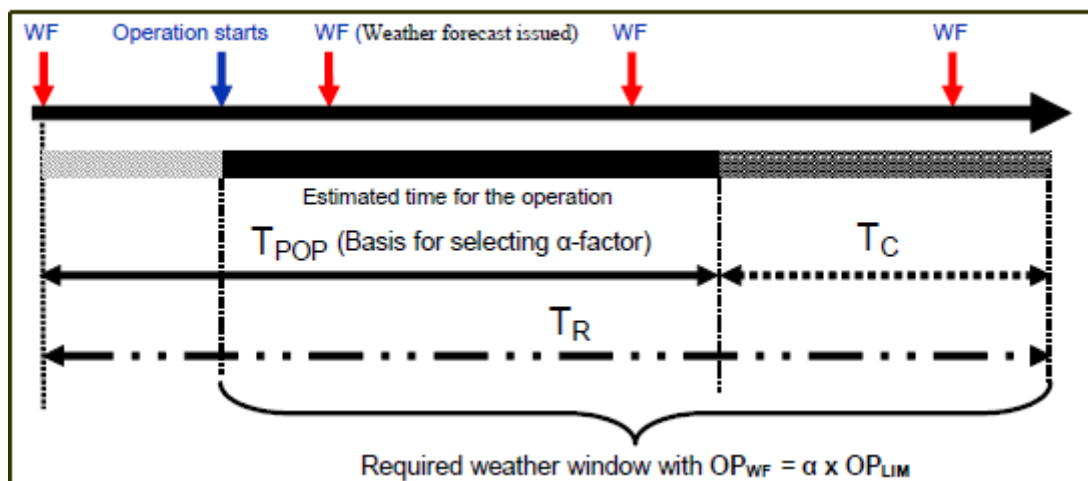 WF Operation starts WF (Weather forecast issued) WF WF
Estimated time for the operation
TPOP (Basis for selecting α-factor) TC
TR
Required weather window with OPWF = α x OPLIM